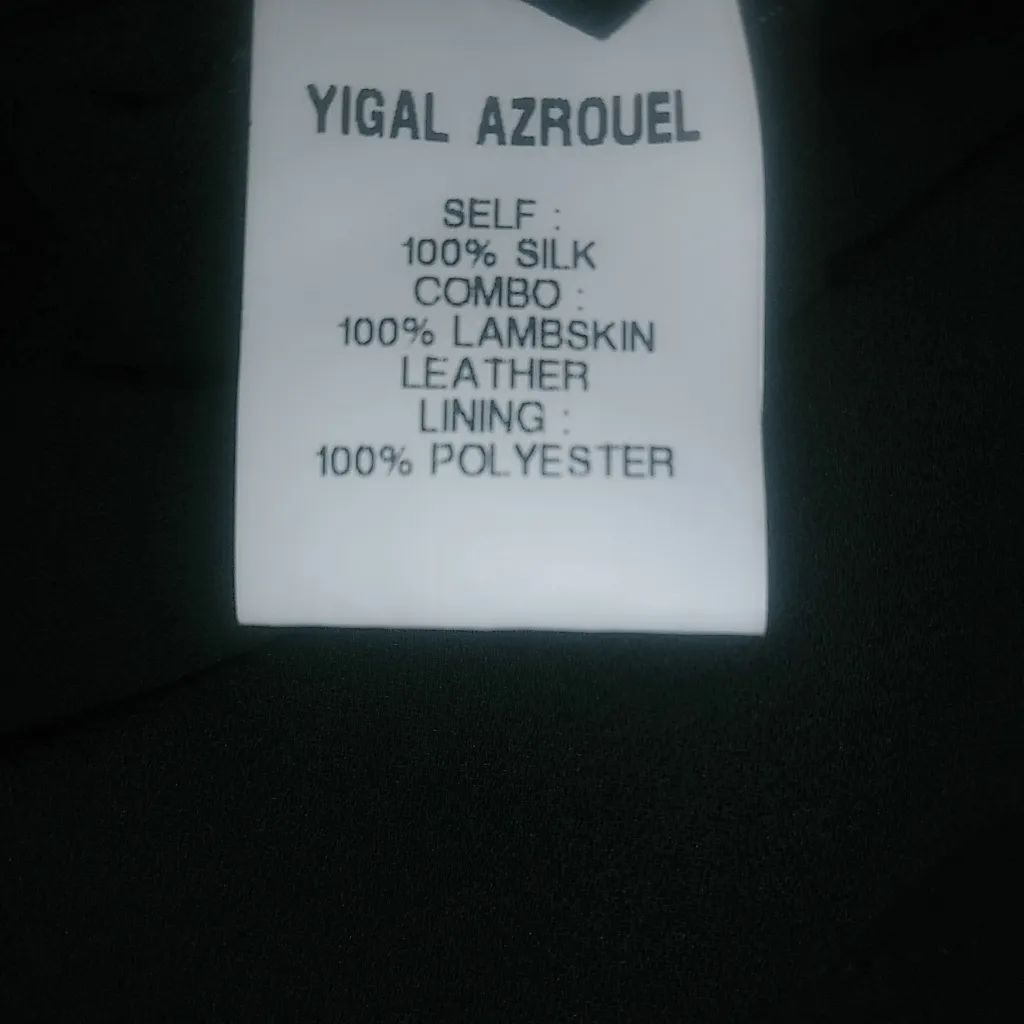 YIGAL AZROUEL
SELF :
100% SILK
COMBO :
100% LAMBSKIN
LEATHER
LINING :
100% POLYESTER